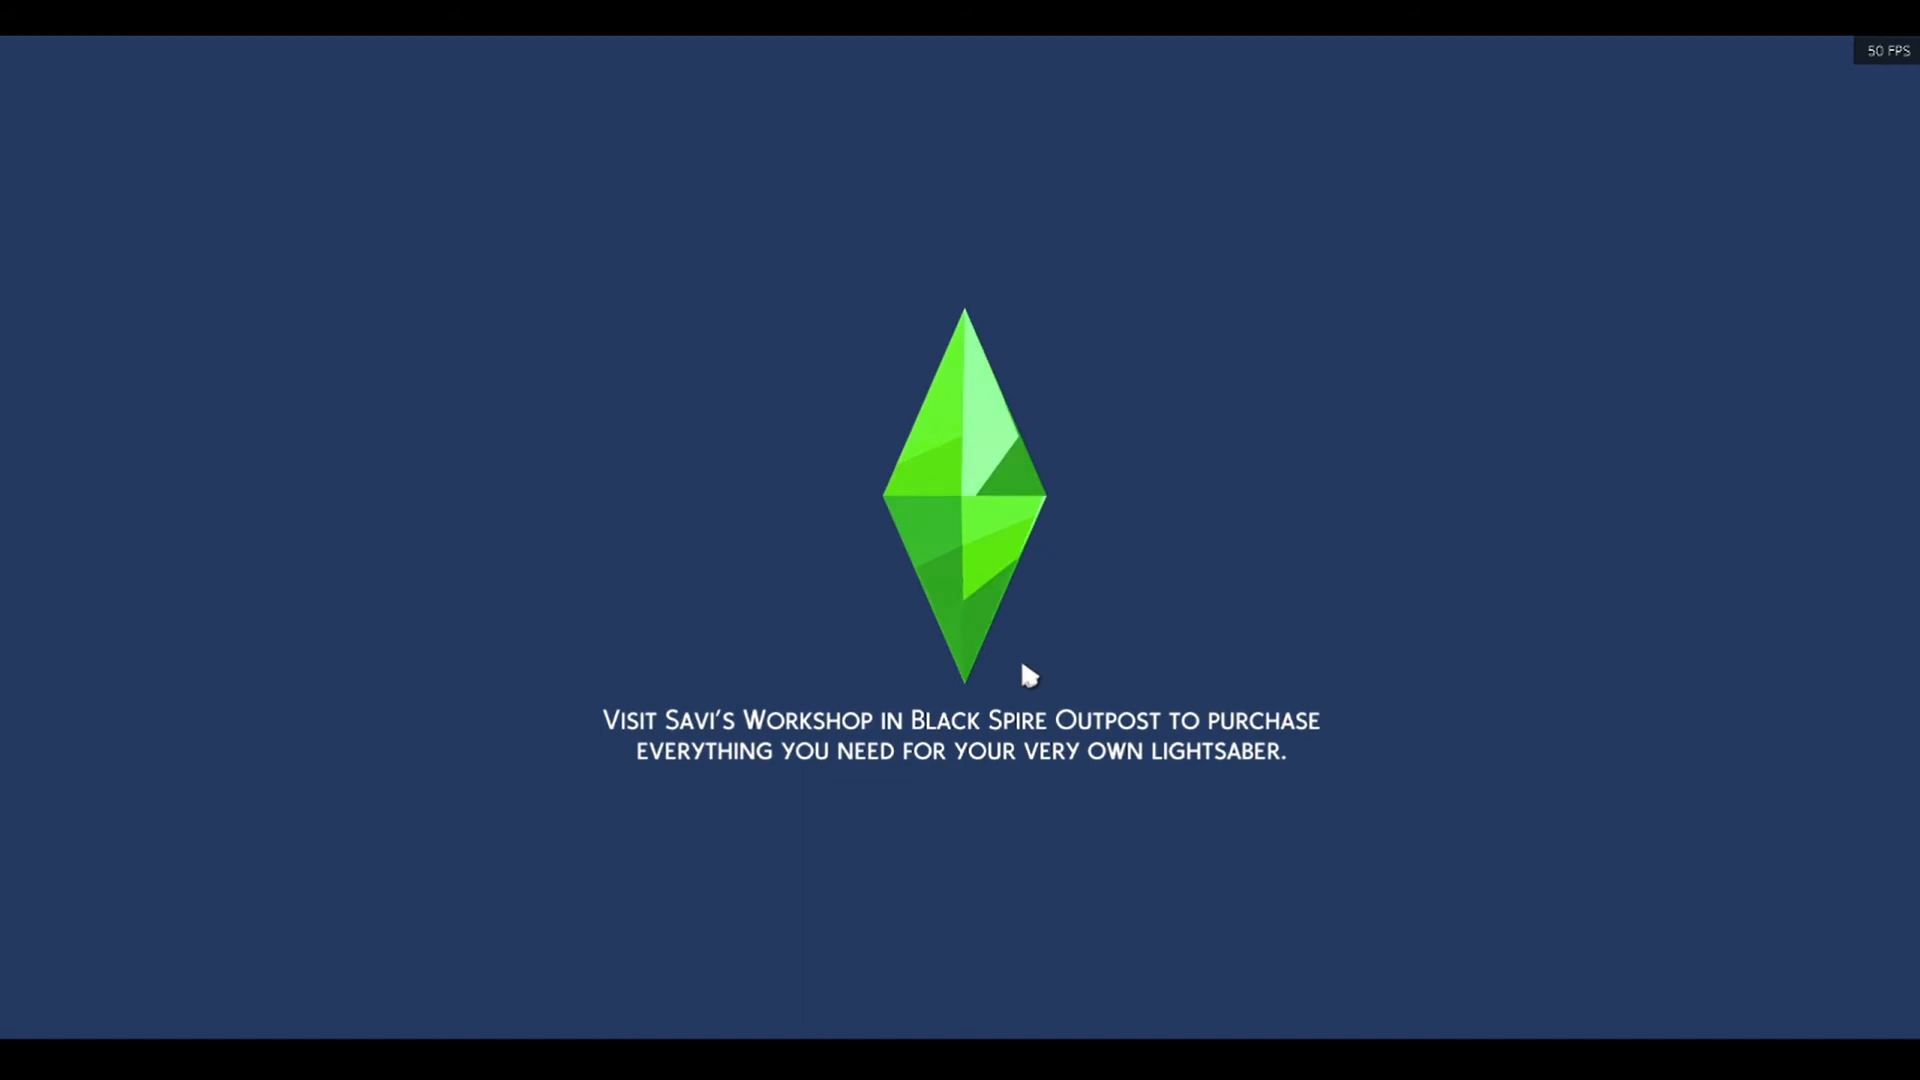 50 FPS
Visit Savi's Workshop in Black Spire Outpost to purchase
everything you need for your very own lightsaber.